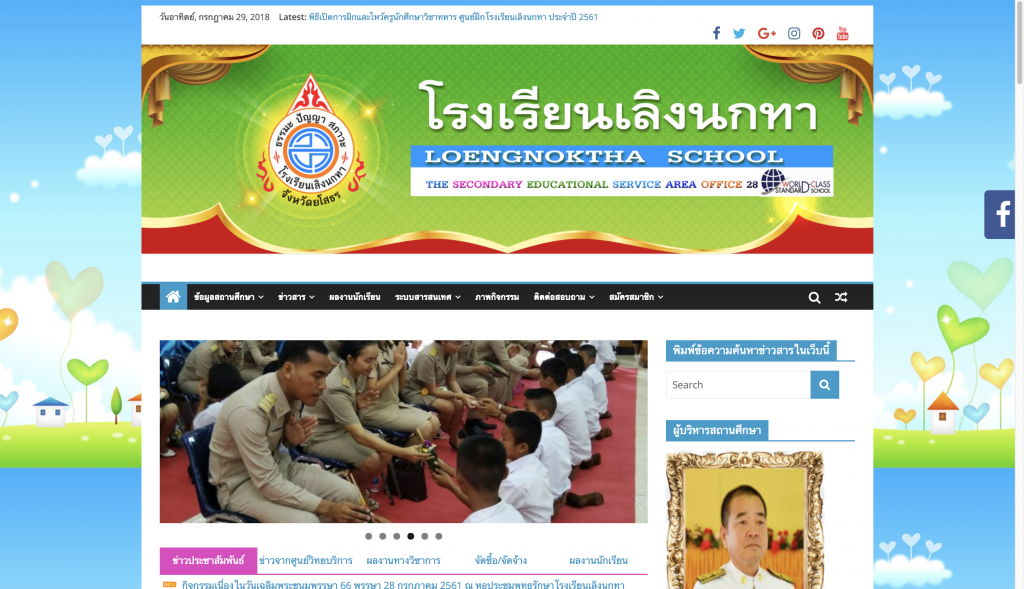 วันอาทิตย์, กรกฎาคม 29, 2018 Latest: พิธีเปิดการฝึกและไหว้ครูนักศึกษาวิชาทหาร ศูนย์ฝึกโรงเรียนเลิงนกทา ประจำปี 2561
โรงเรียนเลิงนกทา
ธรรมะ ปัญญา สภาวะ
โรงเรียนเลิงนกทา
จังหวัดยโสธร
LOENGNOKTHA SCHOOL
THE SECONDARY EDUCATIONAL SERVICE AREA OFFICE 28
WORLD CLASS
STANDARD SCHOOL
ข้อมูลสถานศึกษา ข่าวสาร ผลงานนักเรียน ระบบสารสนเทศ ภาพกิจกรรม ติดต่อสอบถาม สมัครสมาชิก
พิมพ์ข้อความค้นหาข่าวสารในเว็บนี้
Search
ผู้บริหารสถานศึกษา
ข่าวประชาสัมพันธ์ ข่าวจากศูนย์วิทยบริการ ผลงานทางวิชาการ จัดซื้อ/จัดจ้าง ผลงานนักเรียน
กิจกรรมเนื่องในวันเฉลิมพระชนมพรรษา 66 พรรษา 28 กรกฎาคม 2561 ณ หอประชุมพุทธรักษา โรงเรียนเลิงนกทา